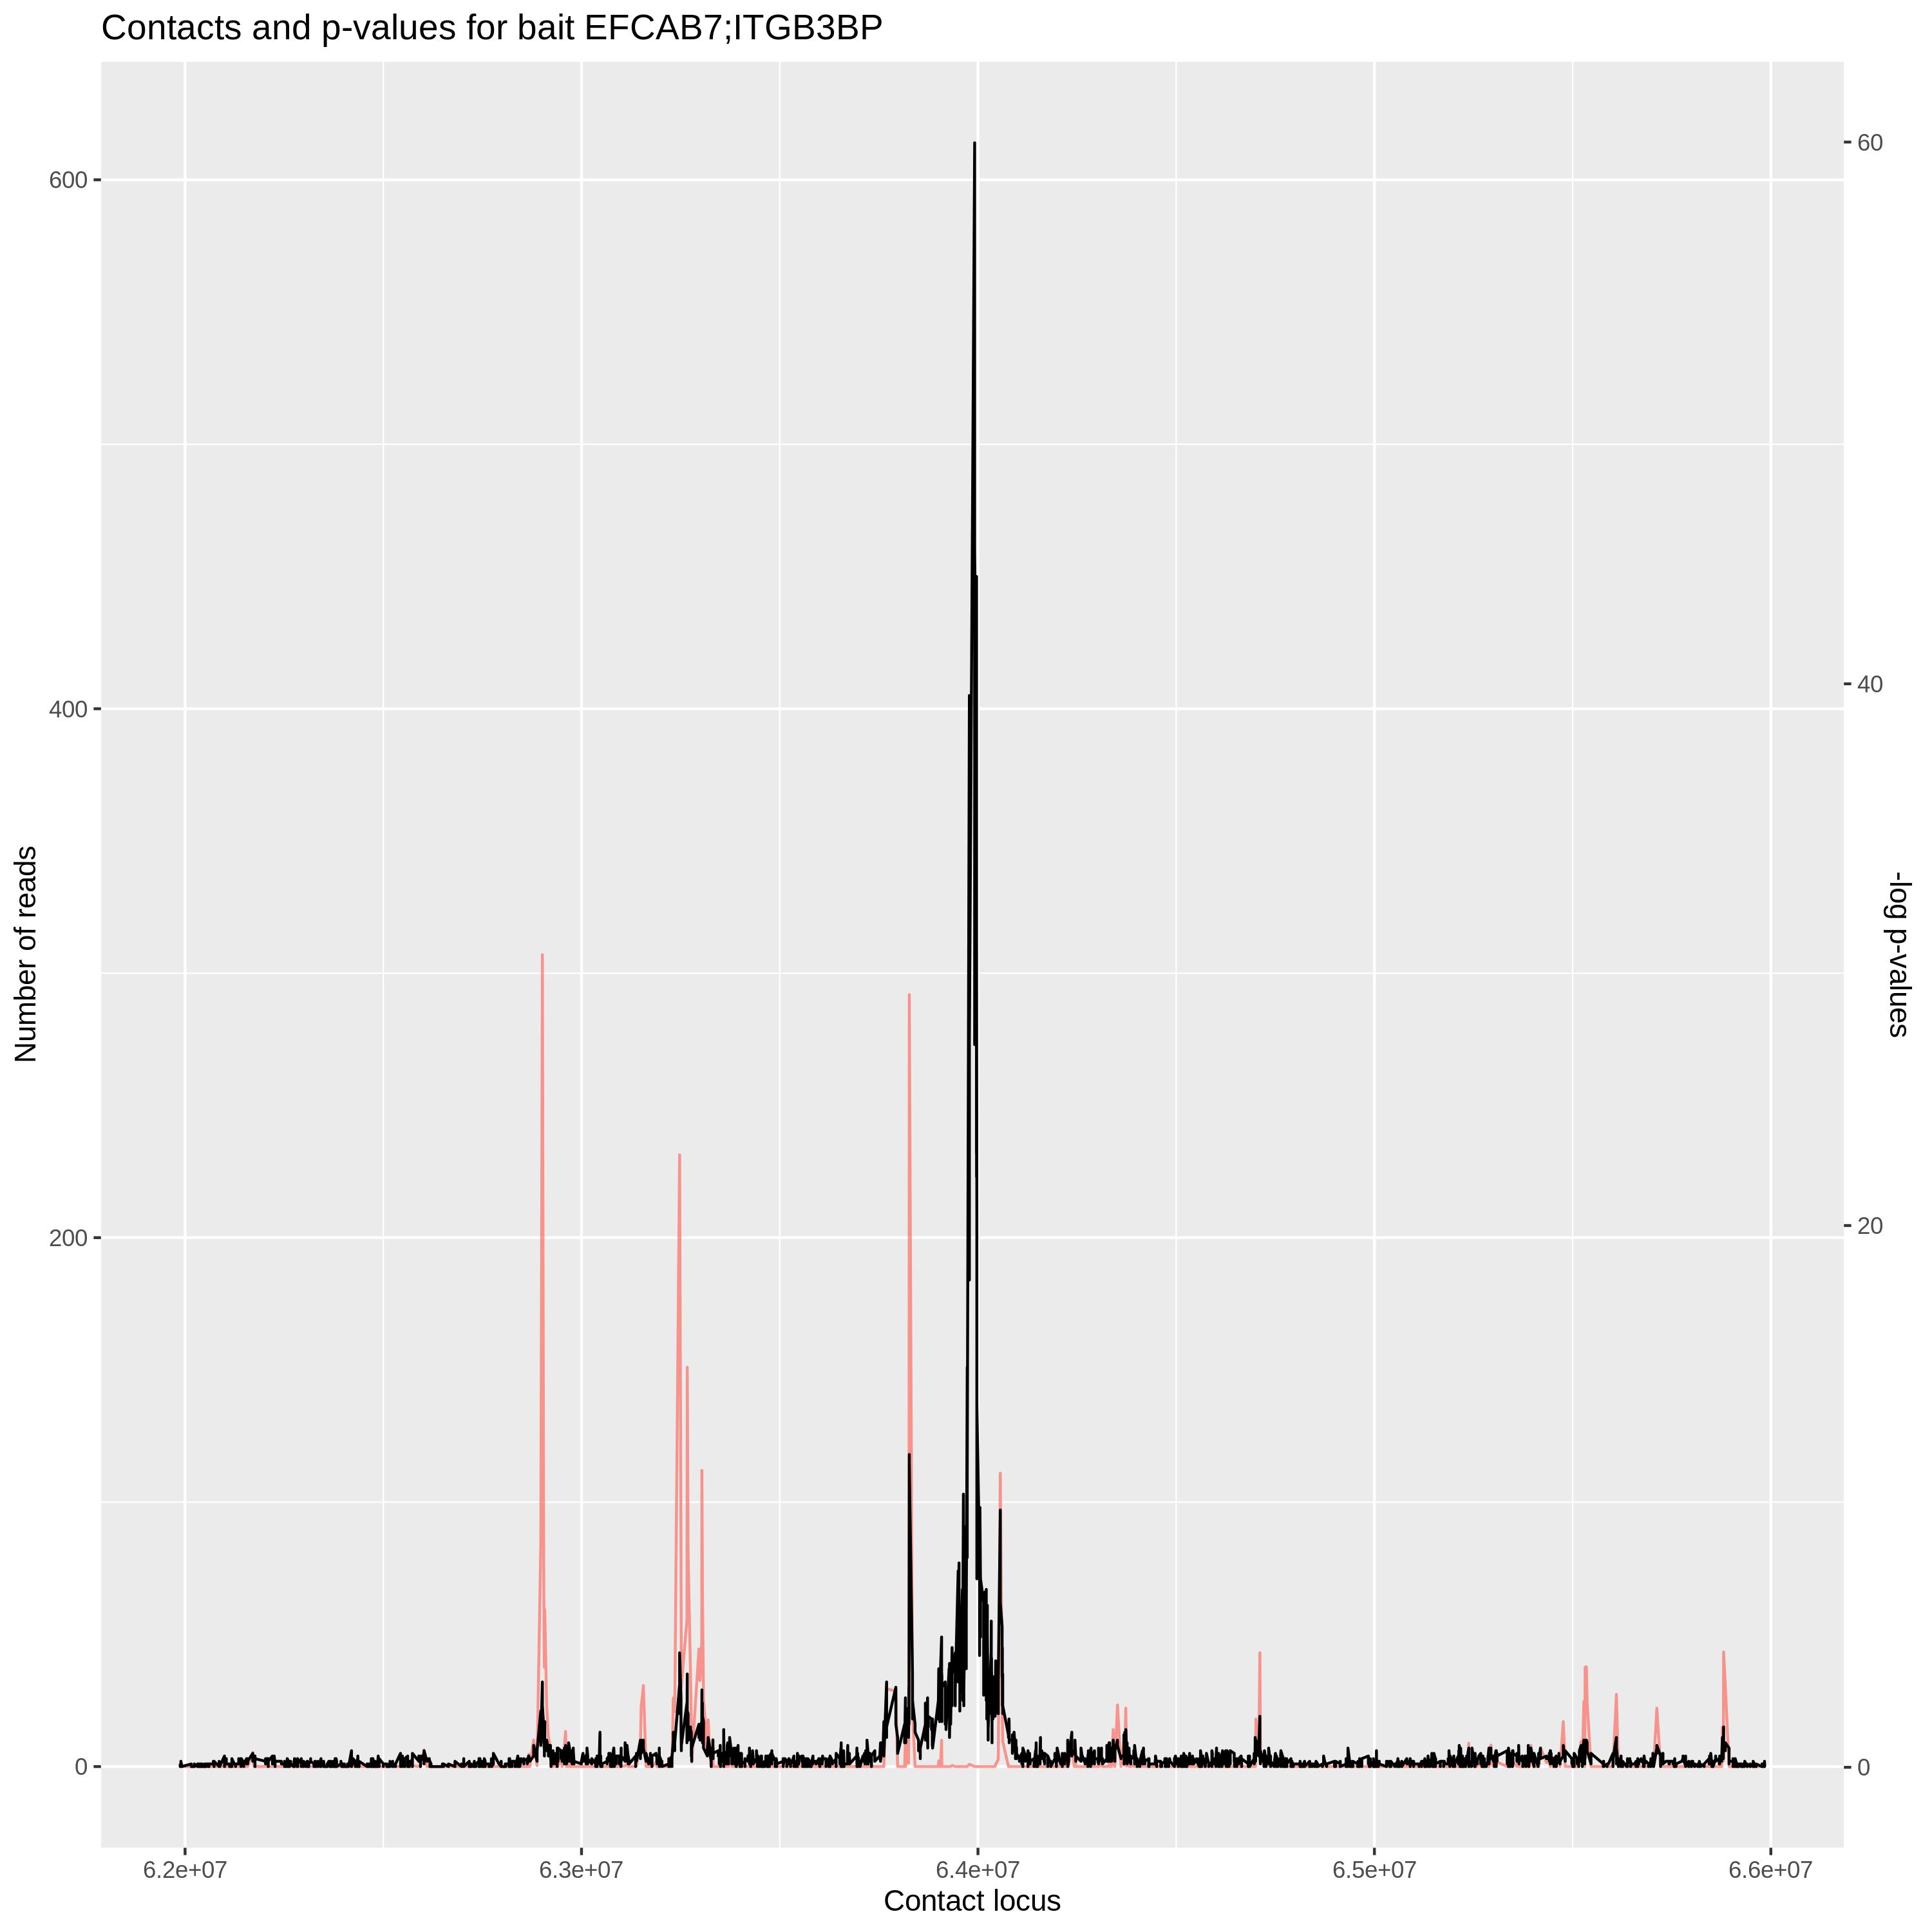 Contacts and p-values for bait EFCAB7;ITGB3BP
600
400
200
0
Number of reads
60
40
20
0
-log p-values
6.2e+07
6.3e+07
6.4e+07
6.5e+07
6.6e+07
Contact locus